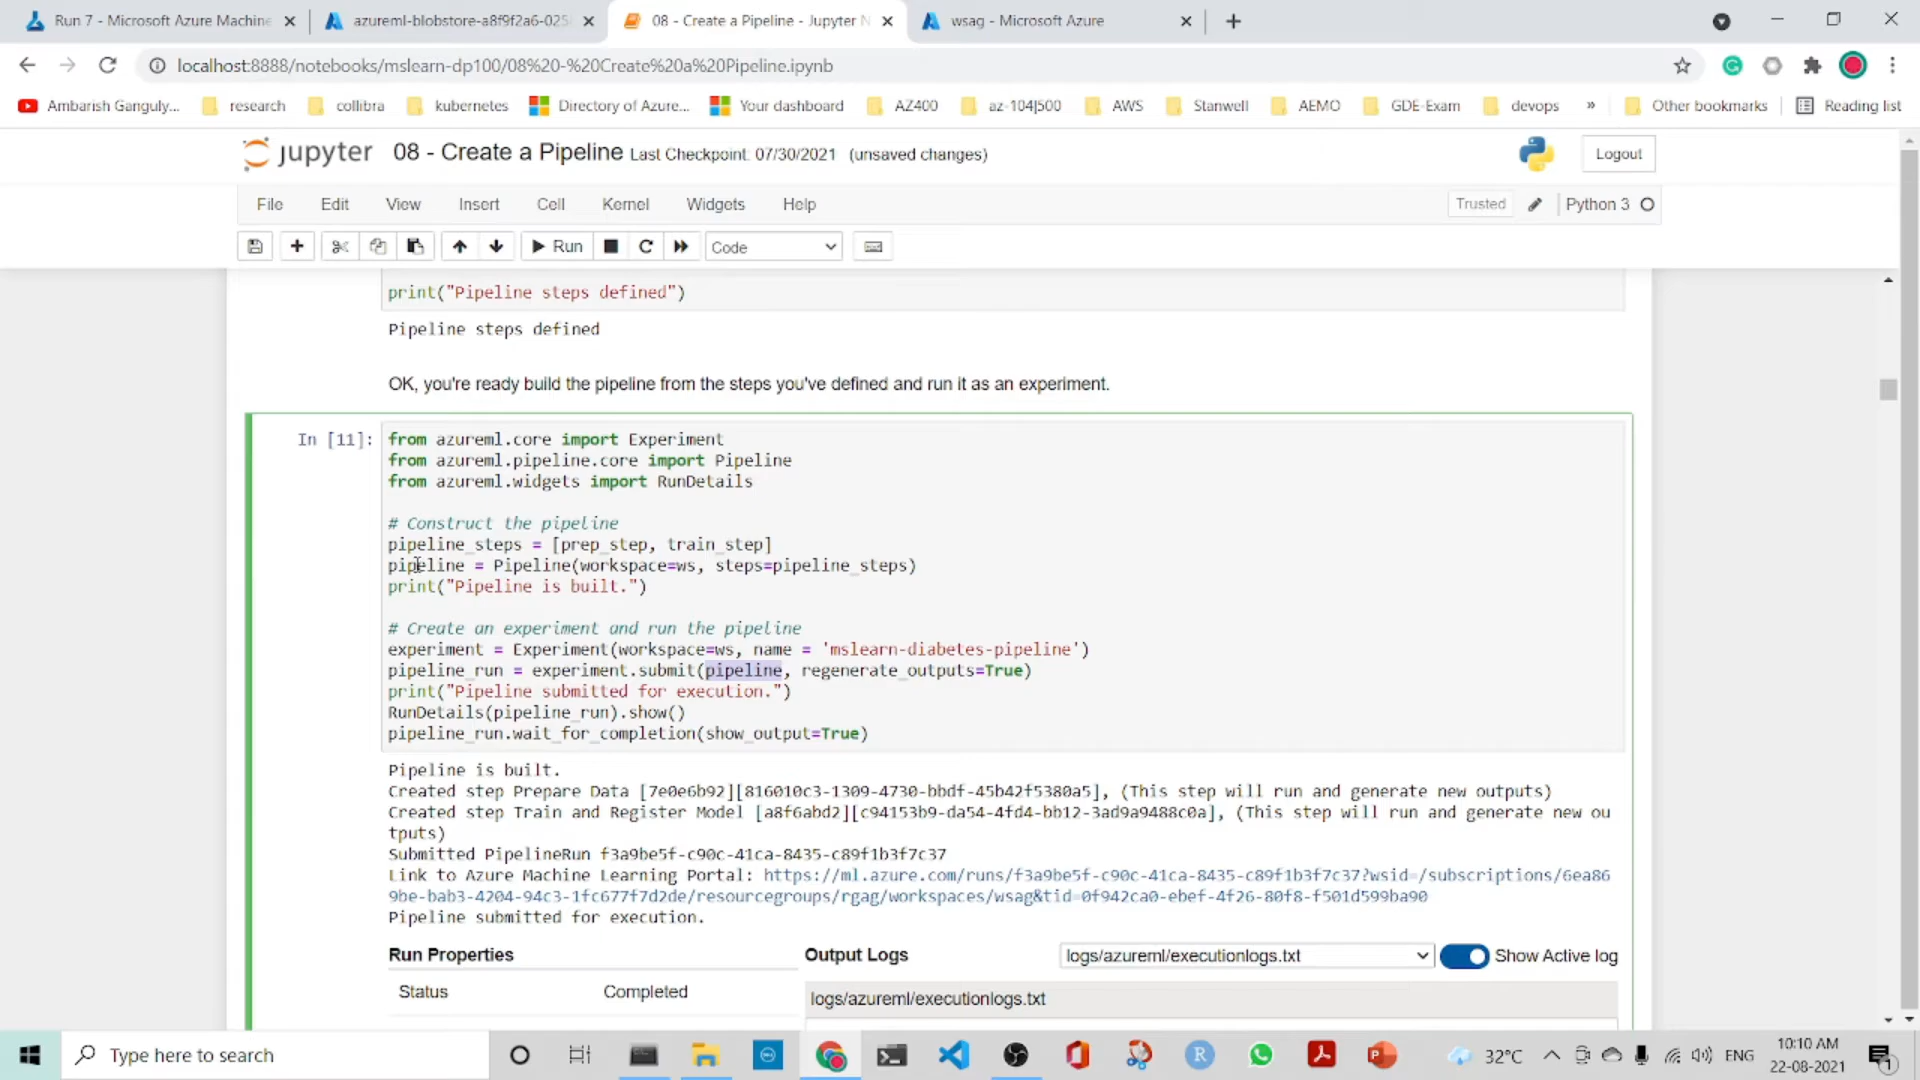 Run 7 - Microsoft Azure Machine
azureml-blobstore-a8f9f2a6-025
08 - Create a Pipeline - Jupyter N
wsag - Microsoft Azure
localhost:8888/notebooks/mslearn-dp100/08%20-%20Create%20a%20Pipeline.ipynb
Ambarish Ganguly...
research
collibra
kubernetes
Directory of Azure...
Your dashboard
AZ400
az-104|500
AWS
Stanwell
AEMO
GDE-Exam
devops
»
Other bookmarks
Reading list
jupyter 08 - Create a Pipeline Last Checkpoint: 07/30/2021 (unsaved changes)
Logout
File Edit View Insert Cell Kernel Widgets Help
Trusted
Python 3
Run
Code
print("Pipeline steps defined")
Pipeline steps defined
OK, you're ready build the pipeline from the steps you've defined and run it as an experiment.
In [11]:
from azureml.core import Experiment
from azureml.pipeline.core import Pipeline
from azureml.widgets import RunDetails
# Construct the pipeline
pipeline_steps = [prep_step, train_step]
pipeline = Pipeline(workspace=ws, steps=pipeline_steps)
print("Pipeline is built.")
# Create an experiment and run the pipeline
experiment = Experiment(workspace=ws, name = 'mslearn-diabetes-pipeline')
pipeline_run = experiment.submit(pipeline, regenerate_outputs=True)
print("Pipeline submitted for execution.")
RunDetails(pipeline_run).show()
pipeline_run.wait_for_completion(show_output=True)
Pipeline is built.
Created step Prepare Data [7e0e6b92][816010c3-1309-4730-bbdf-45b42f5380a5], (This step will run and generate new outputs)
Created step Train and Register Model [a8f6abd2][c94153b9-da54-4fd4-bb12-3ad9a9488c0a], (This step will run and generate new ou
tputs)
Submitted PipelineRun f3a9be5f-c90c-41ca-8435-c89f1b3f7c37
Link to Azure Machine Learning Portal: https://ml.azure.com/runs/f3a9be5f-c90c-41ca-8435-c89f1b3f7c37?wsid=/subscriptions/6ea86
9be-bab3-4204-94c3-1fc677f7d2de/resourcegroups/rgag/workspaces/wsag&tid=0f942ca0-ebef-4f26-80f8-f501d599ba90
Pipeline submitted for execution.
Run Properties
Output Logs
logs/azureml/executionlogs.txt
Show Active log
Status
Completed
logs/azureml/executionlogs.txt
Type here to search
32°C
ENG
10:10 AM
22-08-2021
1